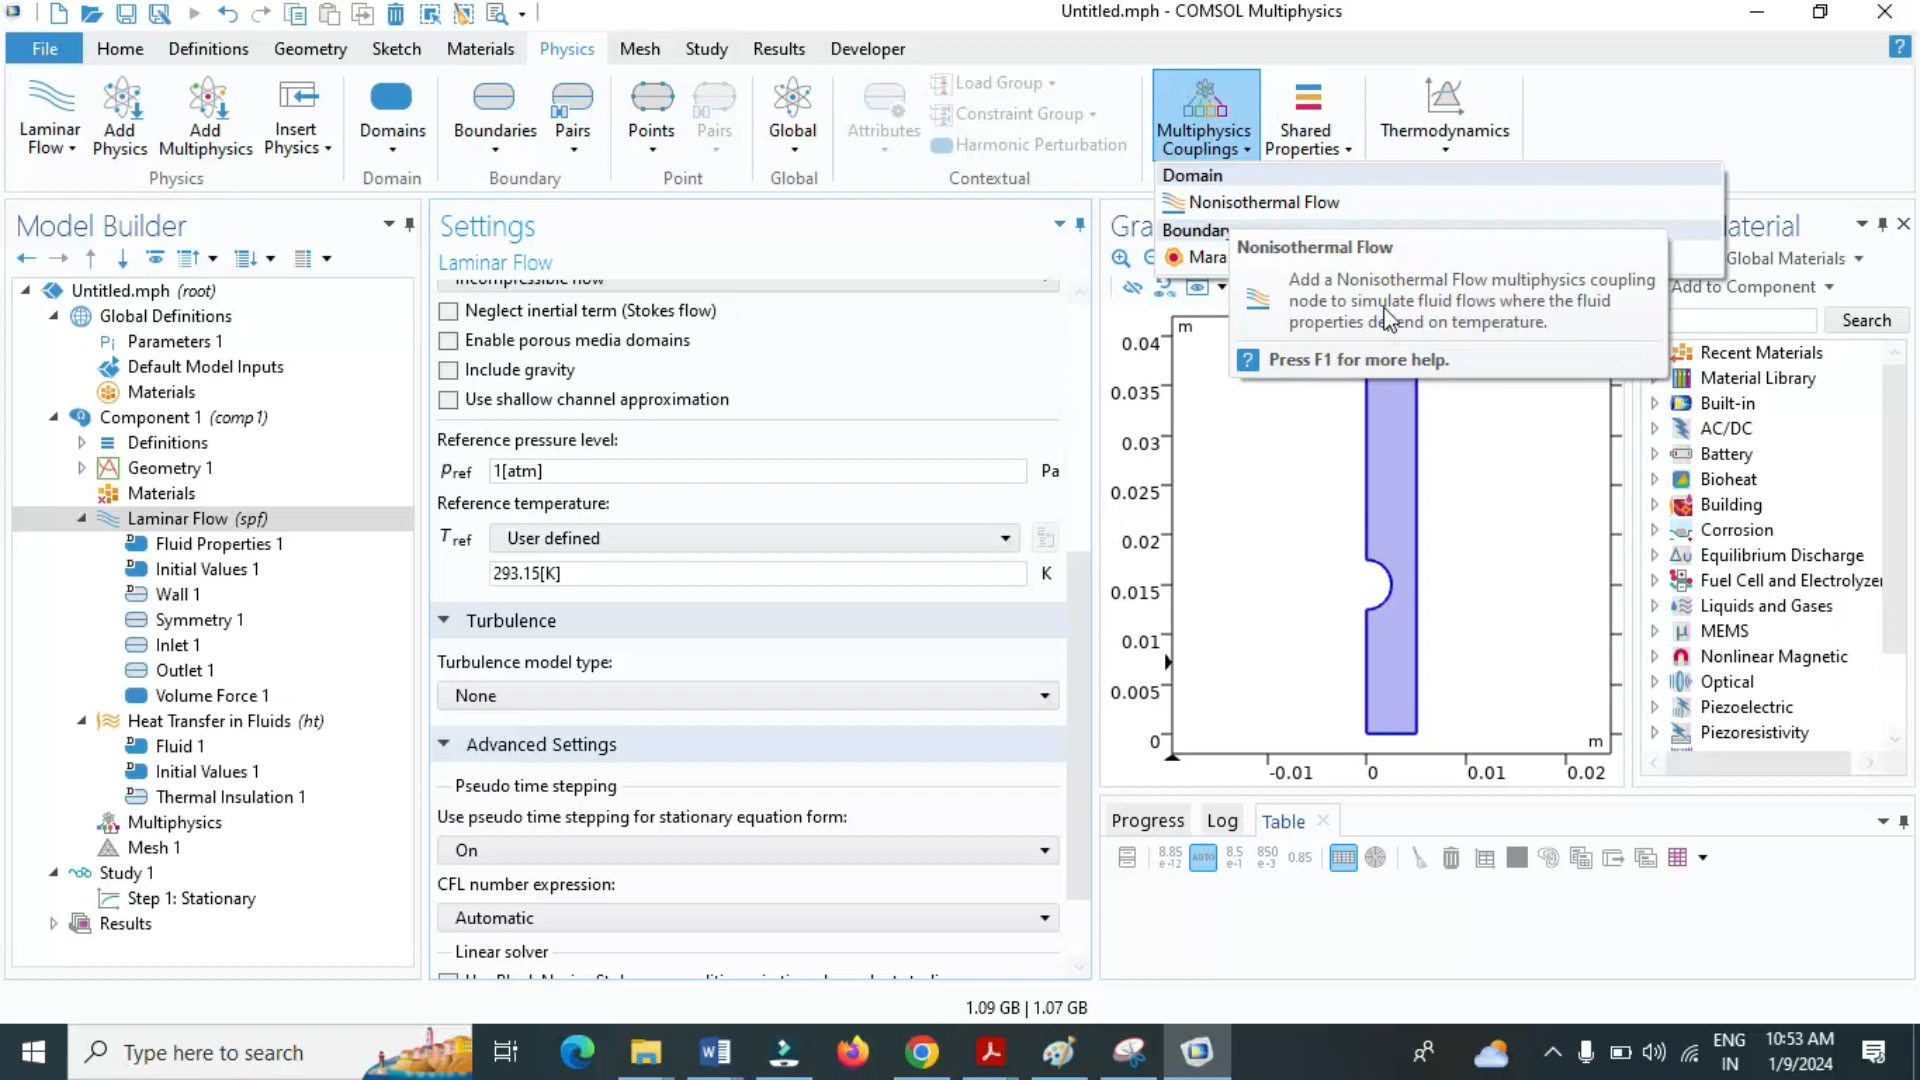 Untitled.mph - COMSOL Multiphysics
File Home Definitions Geometry Sketch Materials Physics Mesh Study Results Developer
Laminar Flow
Add Physics
Add Multiphysics
Insert Physics
Domains
Boundaries
Pairs
Points
Pairs
Global
Attributes
Load Group
Constraint Group
Harmonic Perturbation
Multiphysics Couplings
Shared Properties
Thermodynamics
Physics Domain Boundary Point Global Contextual
Domain
Nonisothermal Flow
Boundary
Mara
Nonisothermal Flow
Add a Nonisothermal Flow multiphysics coupling
node to simulate fluid flows where the fluid
properties depend on temperature.
Press F1 for more help.
Model Builder
Untitled.mph (root)
Global Definitions
Pi Parameters 1
Default Model Inputs
Materials
Component 1 (comp1)
Definitions
Geometry 1
Materials
Laminar Flow (spf)
Fluid Properties 1
Initial Values 1
Wall 1
Symmetry 1
Inlet 1
Outlet 1
Volume Force 1
Heat Transfer in Fluids (ht)
Fluid 1
Initial Values 1
Thermal Insulation 1
Multiphysics
Mesh 1
Study 1
Step 1: Stationary
Results
Settings
Laminar Flow
Incompressible flow
Neglect inertial term (Stokes flow)
Enable porous media domains
Include gravity
Use shallow channel approximation
Reference pressure level:
Pref 1[atm] Pa
Reference temperature:
Tref User defined
293.15[K] K
Turbulence
Turbulence model type:
None
Advanced Settings
Pseudo time stepping
Use pseudo time stepping for stationary equation form:
On
CFL number expression:
Automatic
Linear solver
Gra
m
0.04
0.035
0.03
0.025
0.02
0.015
0.01
0.005
0
m
-0.01 0 0.01 0.02
aterial
Global Materials
Add to Component
Search
Recent Materials
Material Library
Built-in
AC/DC
Battery
Bioheat
Building
Corrosion
Equilibrium Discharge
Fuel Cell and Electrolyzer
Liquids and Gases
MEMS
Nonlinear Magnetic
Optical
Piezoelectric
Piezoresistivity
Progress Log Table
8.85 e-12 AUTO 8.5 e-1 850 e-3 0.85
1.09 GB | 1.07 GB
Type here to search
ENG IN
10:53 AM
1/9/2024